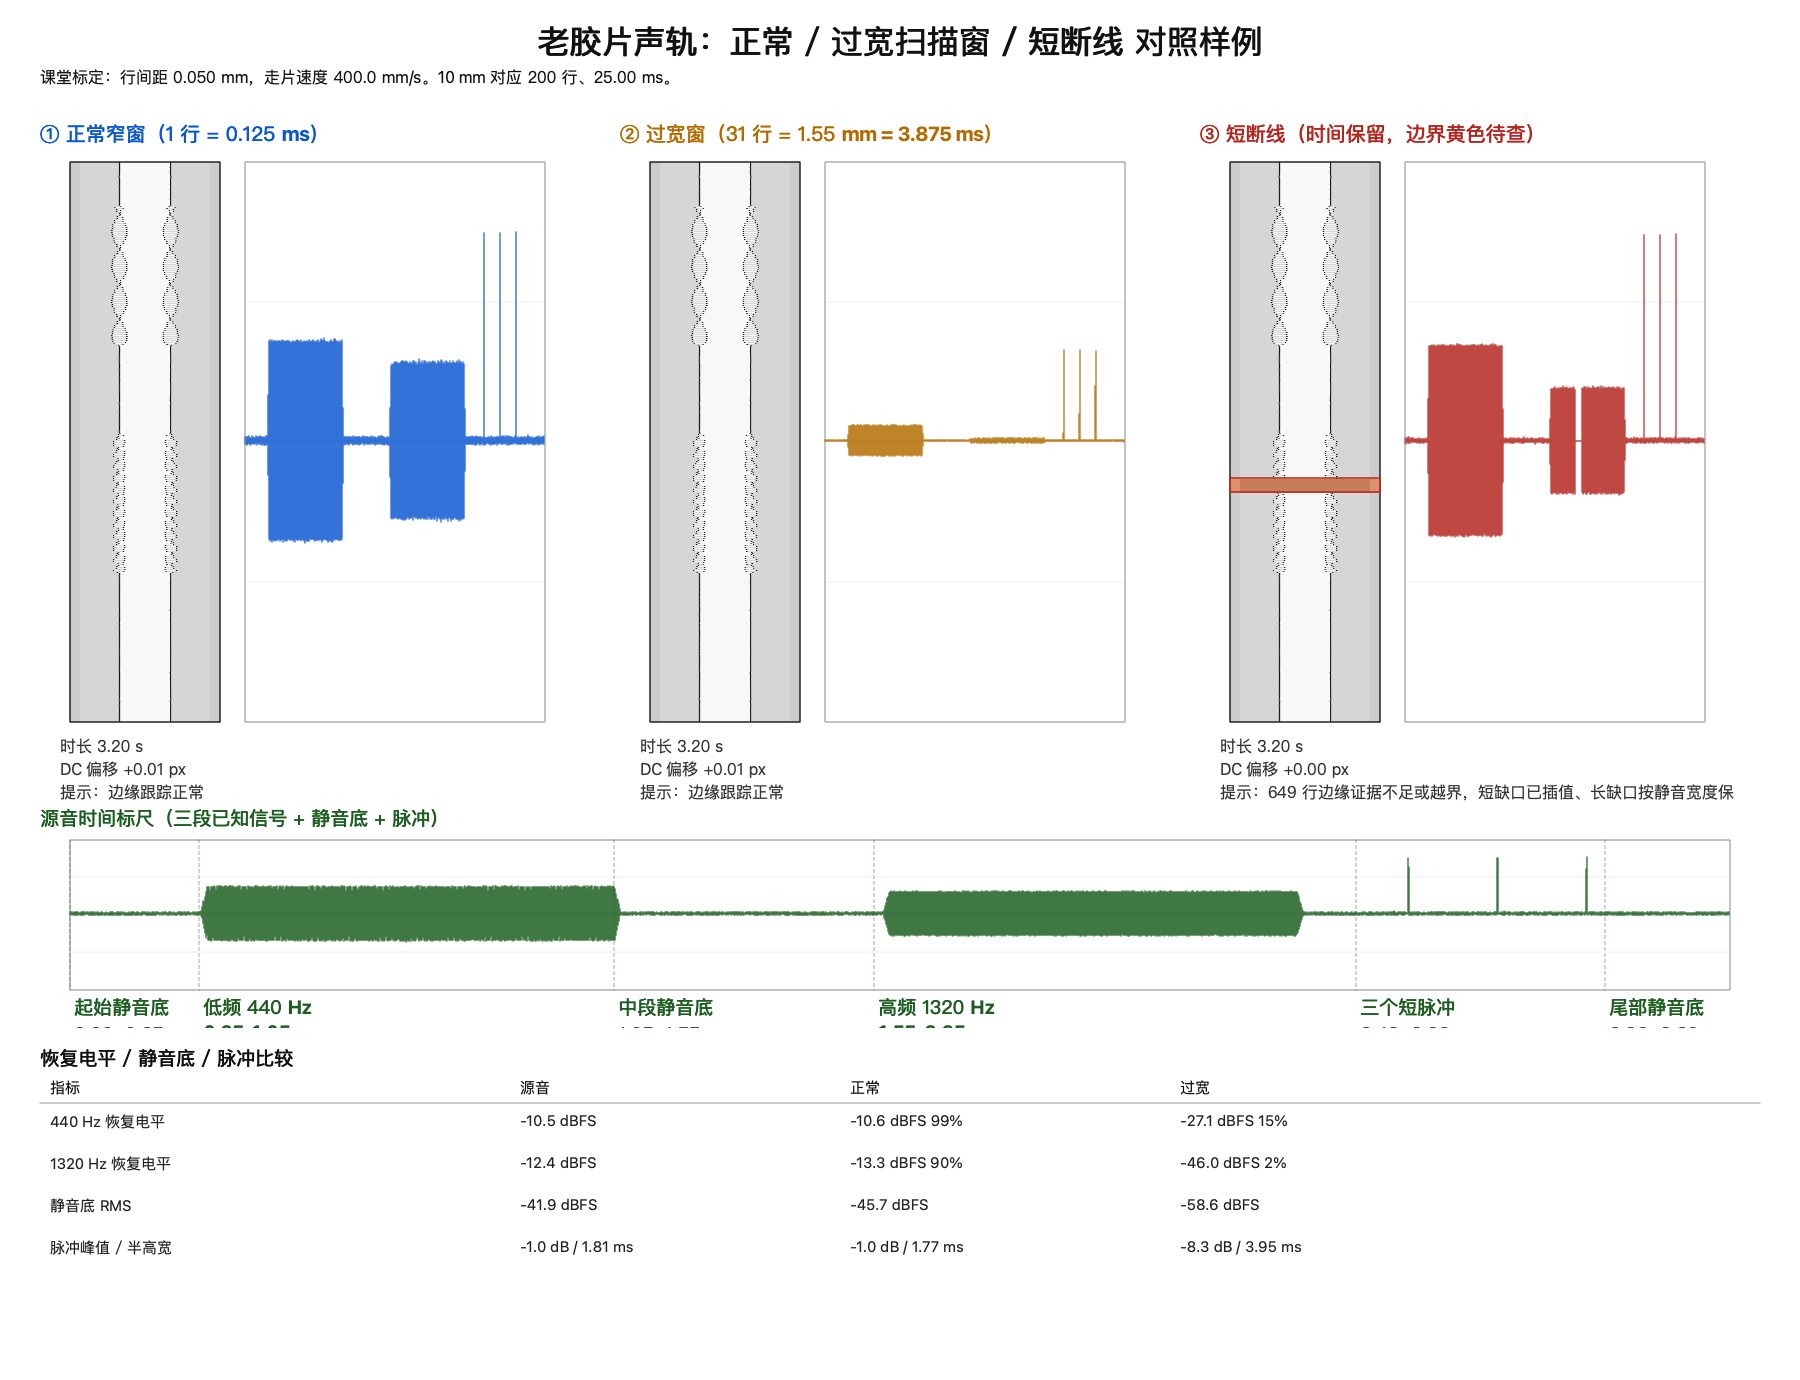 老胶片声轨：正常 / 过宽扫描窗 / 短断线 对照样例
课堂标定：行间距 0.050 mm，走片速度 400.0 mm/s。10 mm 对应 200 行、25.00 ms。
① 正常窄窗（1 行 = 0.125 ms）
② 过宽窗（31 行 = 1.55 mm = 3.875 ms）
③ 短断线（时间保留，边界黄色待查）
时长 3.20 s
DC 偏移 +0.01 px
提示：边缘跟踪正常
时长 3.20 s
DC 偏移 +0.01 px
提示：边缘跟踪正常
时长 3.20 s
DC 偏移 +0.00 px
提示：649 行边缘证据不足或越界，短缺口已插值、长缺口按静音宽度保
源音时间标尺（三段已知信号 + 静音底 + 脉冲）
起始静音底
低频 440 Hz
中段静音底
高频 1320 Hz
三个短脉冲
尾部静音底
恢复电平 / 静音底 / 脉冲比较
指标 源音 正常 过宽
440 Hz 恢复电平 -10.5 dBFS -10.6 dBFS 99% -27.1 dBFS 15%
1320 Hz 恢复电平 -12.4 dBFS -13.3 dBFS 90% -46.0 dBFS 2%
静音底 RMS -41.9 dBFS -45.7 dBFS -58.6 dBFS
脉冲峰值 / 半高宽 -1.0 dB / 1.81 ms -1.0 dB / 1.77 ms -8.3 dB / 3.95 ms